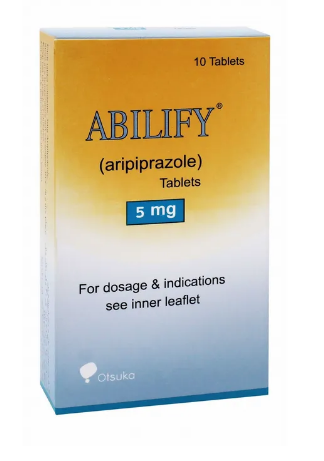 10 Tablets
ABILIFY®
(aripiprazole)
Tablets
5 mg
For dosage & indications
see inner leaflet
Otsuka